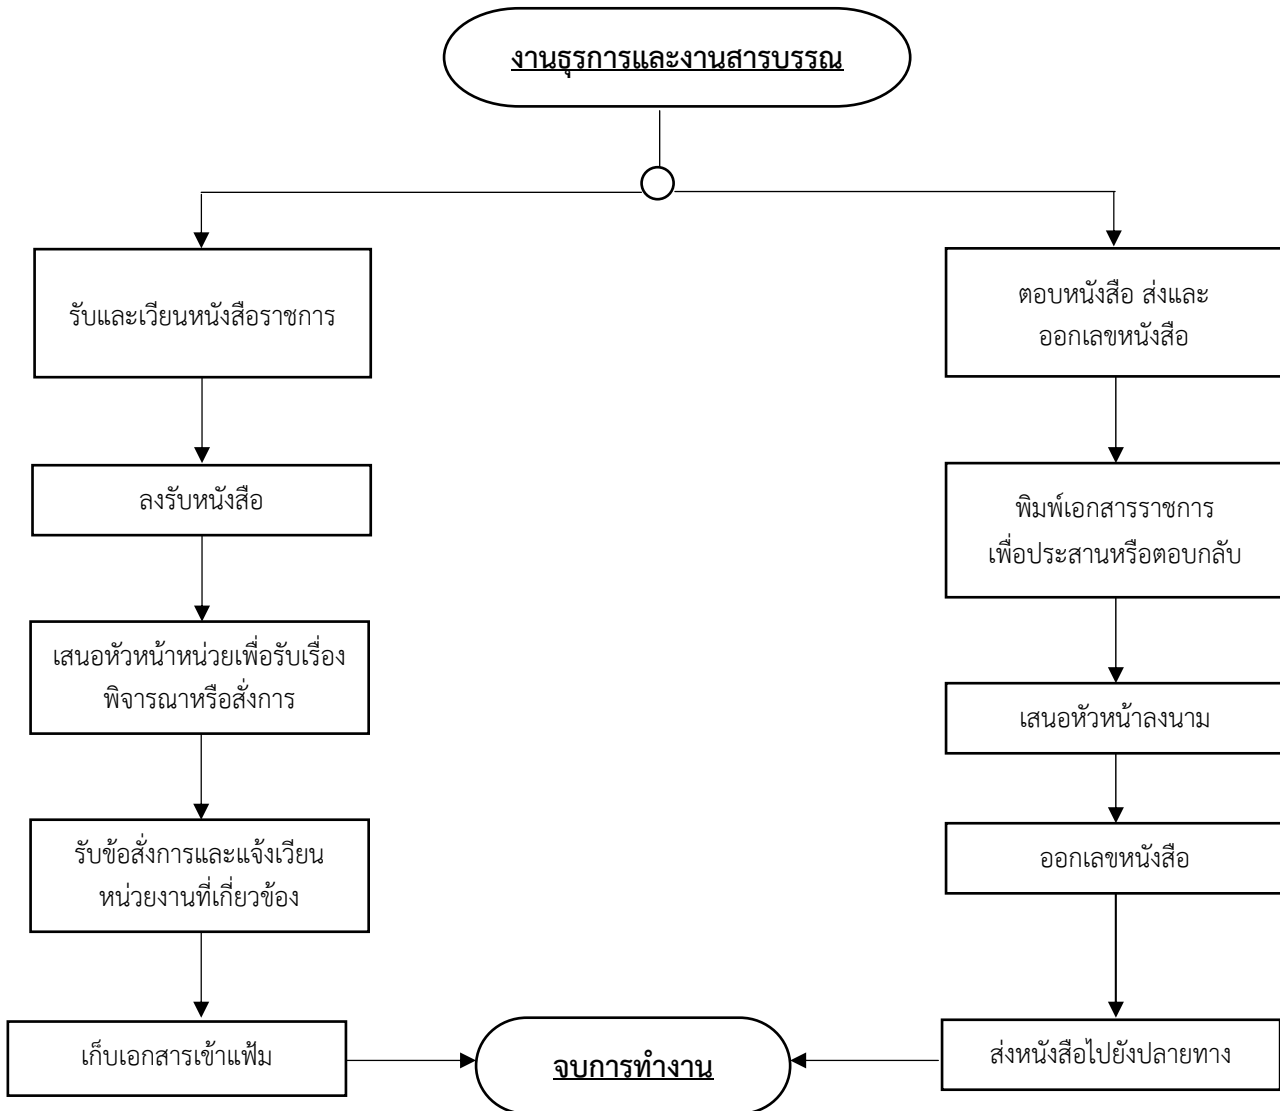 งานธุรการและงานสารบรรณ
รับและเวียนหนังสือราชการ
ลงรับหนังสือ
เสนอหัวหน้าหน่วยเพื่อรับเรื่อง
พิจารณาหรือสั่งการ
รับข้อสั่งการและแจ้งเวียน
หน่วยงานที่เกี่ยวข้อง
เก็บเอกสารเข้าแฟ้ม
ตอบหนังสือ ส่งและ
ออกเลขหนังสือ
พิมพ์เอกสารราชการ
เพื่อประสานหรือตอบกลับ
เสนอหัวหน้าลงนาม
ออกเลขหนังสือ
ส่งหนังสือไปยังปลายทาง
จบการทำงาน